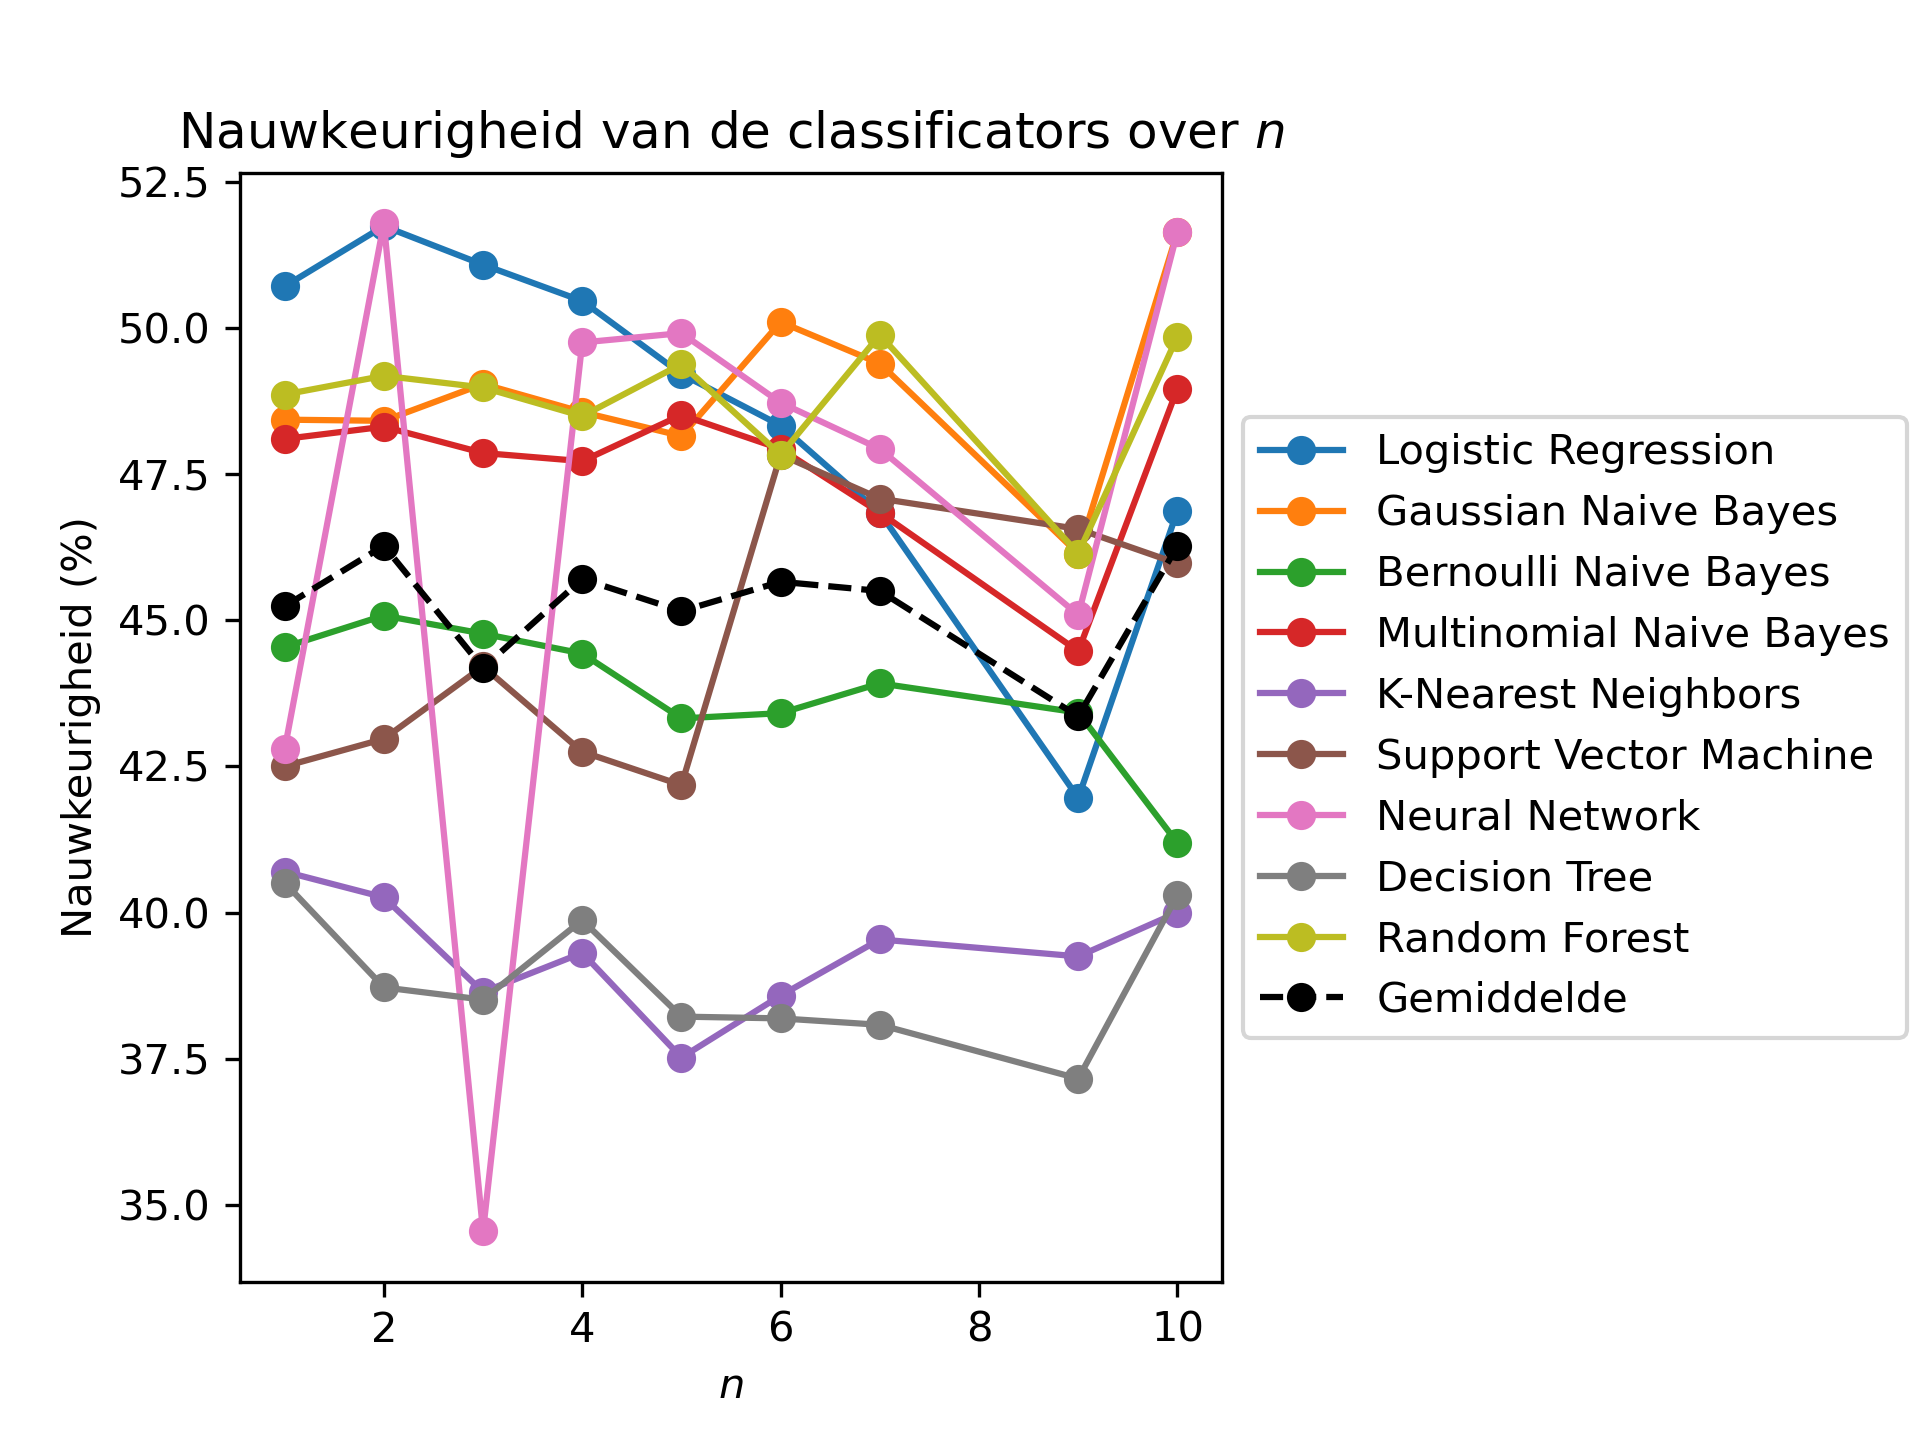 Nauwkeurigheid van de classificators over n
52.5
50.0
47.5
45.0
42.5
40.0
37.5
35.0
Nauwkeurigheid (%)
2 4 6 8 10
n
Logistic Regression
Gaussian Naive Bayes
Bernoulli Naive Bayes
Multinomial Naive Bayes
K-Nearest Neighbors
Support Vector Machine
Neural Network
Decision Tree
Random Forest
Gemiddelde